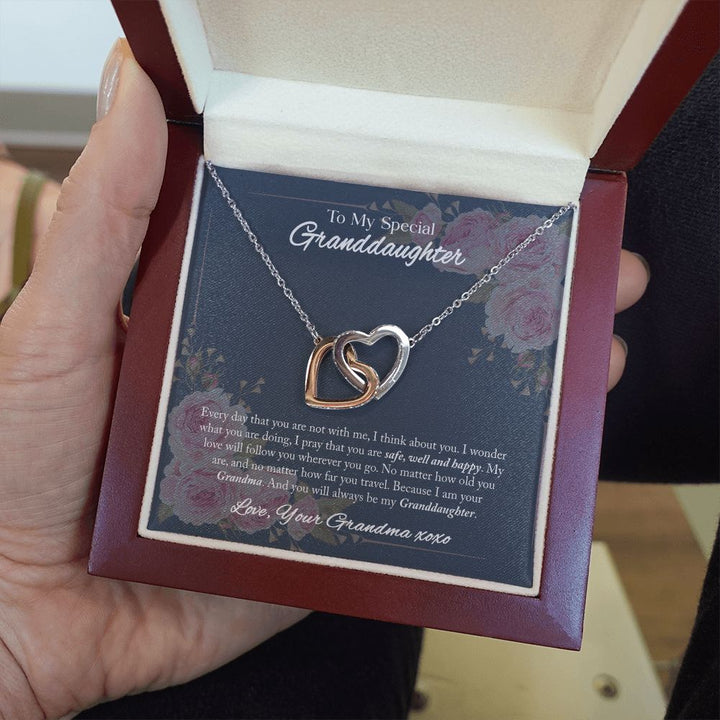 To My Special
Granddaughter
Every day that you are not with me, I think about you. I wonder
what you are doing, I pray that you are safe, well and happy. My
love will follow you wherever you go. No matter how old you
are, and no matter how far you travel. Because I am your
Grandma. And you will always be my Granddaughter.
Love, Your Grandma xoxo